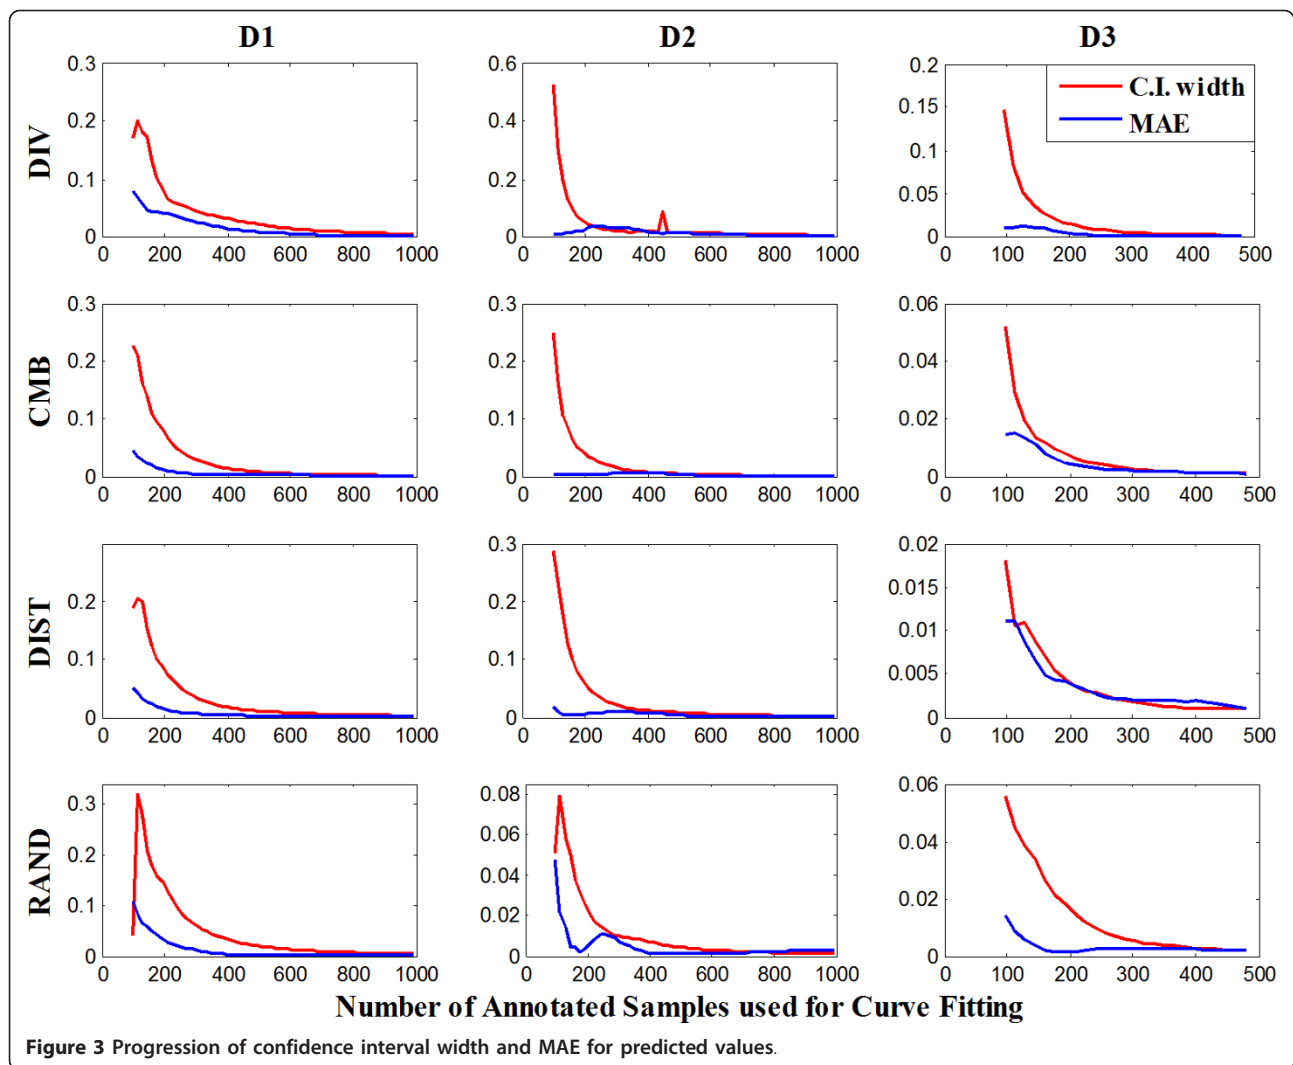 D1 D2 D3
DIV
0.3
0.2
0.1
0
0 200 400 600 800 1000
0.6
0.4
0.2
0
0 200 400 600 800 1000
0.2
0.15
0.1
0.05
0
0 100 200 300 400 500
C.I. width
MAE
CMB
0.3
0.2
0.1
0
0 200 400 600 800 1000
0.3
0.2
0.1
0
0 200 400 600 800 1000
0.06
0.04
0.02
0
0 100 200 300 400 500
DIST
0.2
0.1
0
0 200 400 600 800 1000
0.3
0.2
0.1
0
0 200 400 600 800 1000
0.02
0.015
0.01
0.005
0
0 100 200 300 400 500
RAND
0.3
0.2
0.1
0
0 200 400 600 800 1000
0.08
0.06
0.04
0.02
0
0 200 400 600 800 1000
0.06
0.04
0.02
0
0 100 200 300 400 500
Number of Annotated Samples used for Curve Fitting
Figure 3 Progression of confidence interval width and MAE for predicted values.